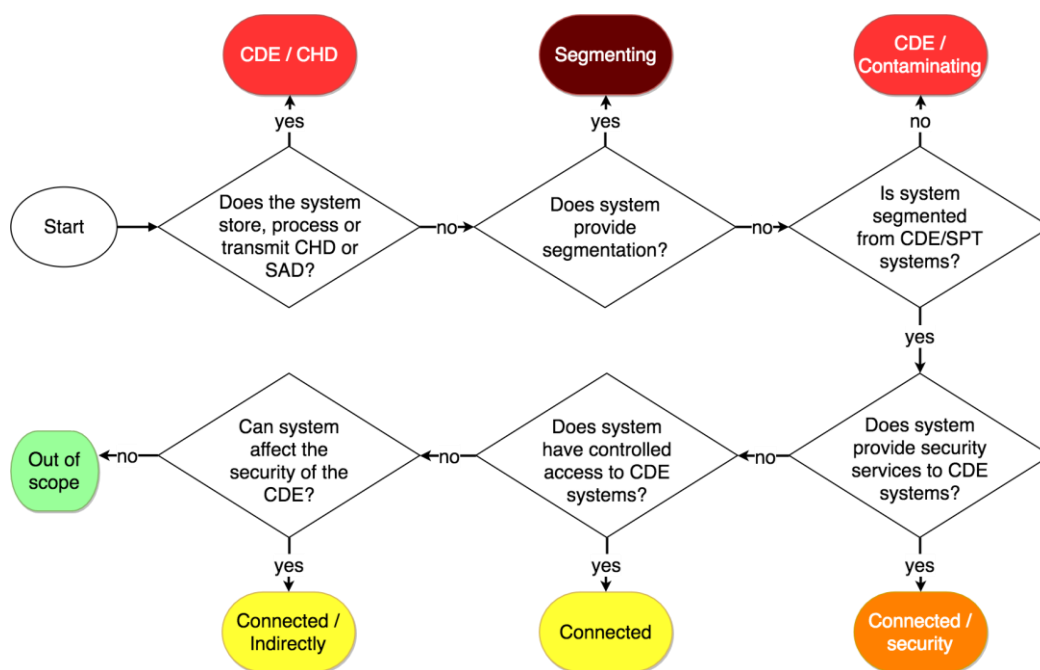 CDE / CHD
Segmenting
CDE /
Contaminating
yes
yes
no
Start
Does the system
store, process or
transmit CHD or
SAD?
no
Does system
provide
segmentation?
no
Is system
segmented
from CDE/SPT
systems?
yes
Out of
scope
no
Can system
affect the
security of the
CDE?
no
Does system
have controlled
access to CDE
systems?
no
Does system
provide security
services to CDE
systems?
yes
yes
yes
Connected /
Indirectly
Connected
Connected /
security